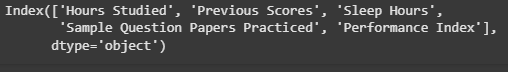 Index(['Hours Studied', 'Previous Scores', 'Sleep Hours',
       'Sample Question Papers Practiced', 'Performance Index'],
      dtype='object')